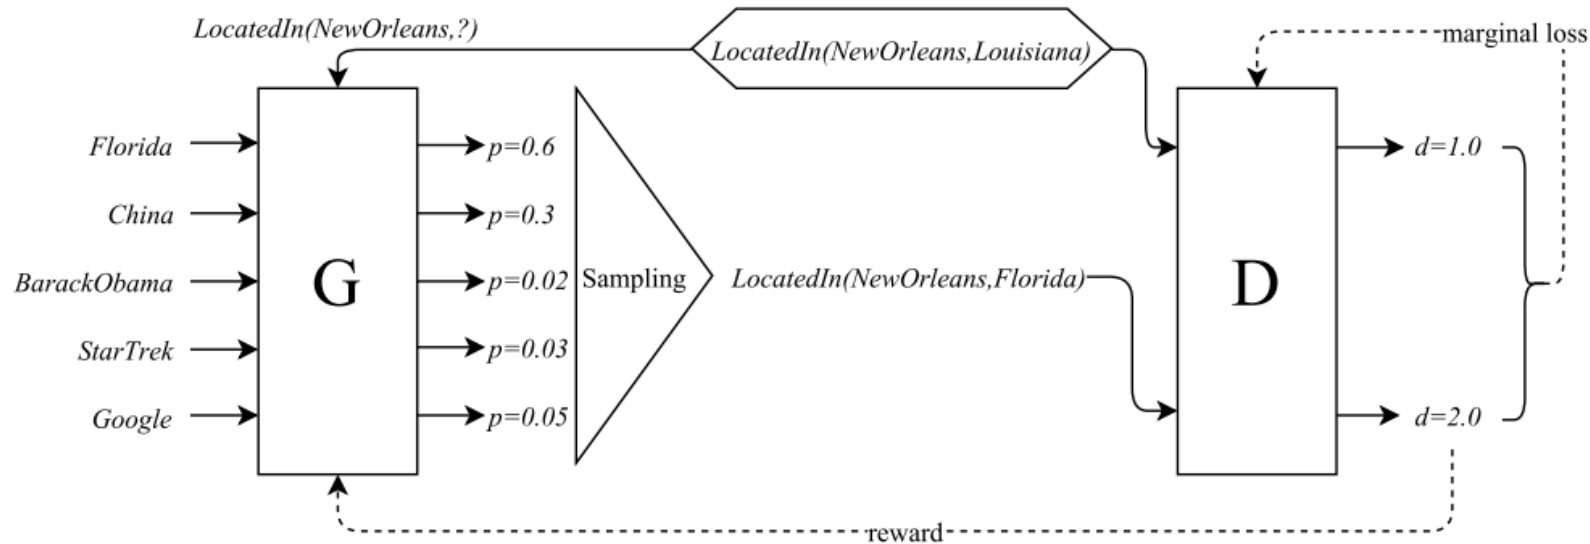 LocatedIn(NewOrleans,?)
LocatedIn(NewOrleans,Louisiana)
marginal loss
Florida
p=0.6
d=1.0
China
p=0.3
BarackObama
G
p=0.02
Sampling
LocatedIn(NewOrleans,Florida)
D
StarTrek
p=0.03
Google
p=0.05
d=2.0
reward